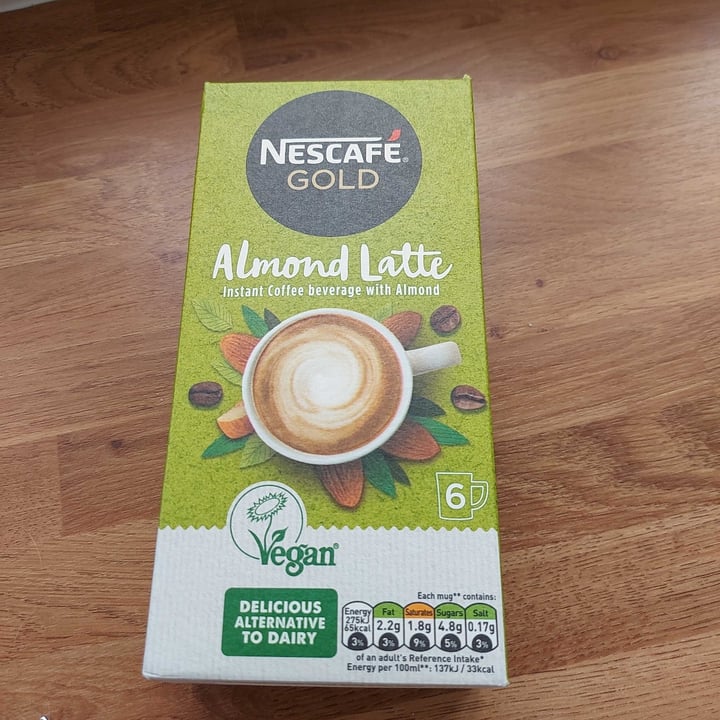 NESCAFÉ®
GOLD
Almond Latte
Instant Coffee beverage with Almond
6
Vegan®
DELICIOUS
ALTERNATIVE
TO DAIRY
Each mug** contains:
Energy Fat Saturates Sugars Salt
275kJ
65kcal 2.2g 1.8g 4.8g 0.17g
3% 3% 9% 5% 3%
of an adult's Reference Intake*
Energy per 100ml**: 137kJ / 33kcal